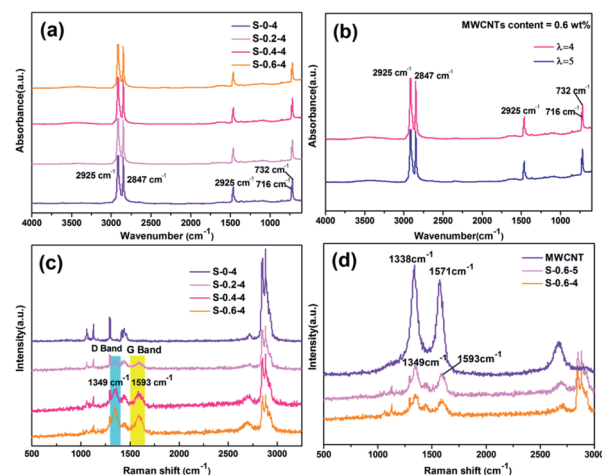 (a)
S-0-4
S-0.2-4
S-0.4-4
S-0.6-4
2925 cm-1
2847 cm-1
2925 cm-1
732 cm-1
716 cm-1
Absorbance(a.u.)
4000 3500 3000 2500 2000 1500 1000
Wavenumber (cm-1)
(b)
MWCNTs content = 0.6 wt%
λ=4
λ=5
2925 cm-1
2847 cm-1
2925 cm-1
732 cm-1
716 cm-1
Absorbance(a.u.)
4000 3500 3000 2500 2000 1500 1000
Wavenumber(cm-1)
(c)
S-0-4
S-0.2-4
S-0.4-4
S-0.6-4
D Band
G Band
1349 cm-1
1593 cm-1
Intensity(a.u.)
500 1000 1500 2000 2500 3000
Raman shift (cm-1)
(d)
MWCNT
S-0.6-5
S-0.6-4
1338cm-1
1571cm-1
1349cm-1
1593cm-1
Intensity(a.u.)
500 1000 1500 2000 2500 3000
Raman shift (cm-1)